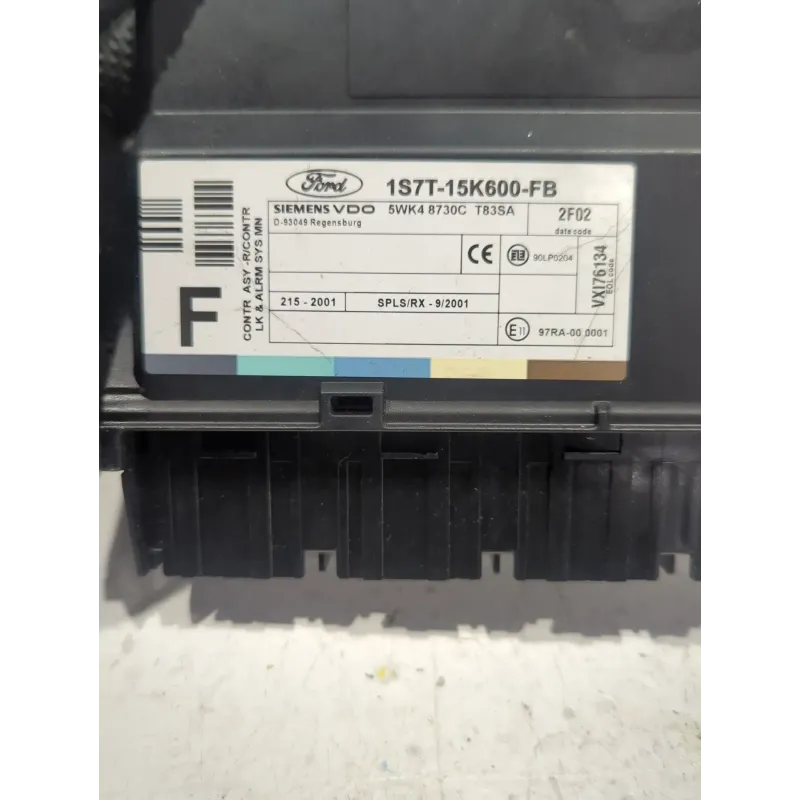 Ford 1S7T-15K600-FB
SIEMENS VDO 5WK4 8730C T83SA
D-93049 Regensburg
2F02
date code
CONTR ASY -R/CONTR
LK & ALRM SYS MN
F
CE
90LP0204
VXI76134
EOL code
215 - 2001
SPLS/RX - 9/2001
E11
97RA-00 0001